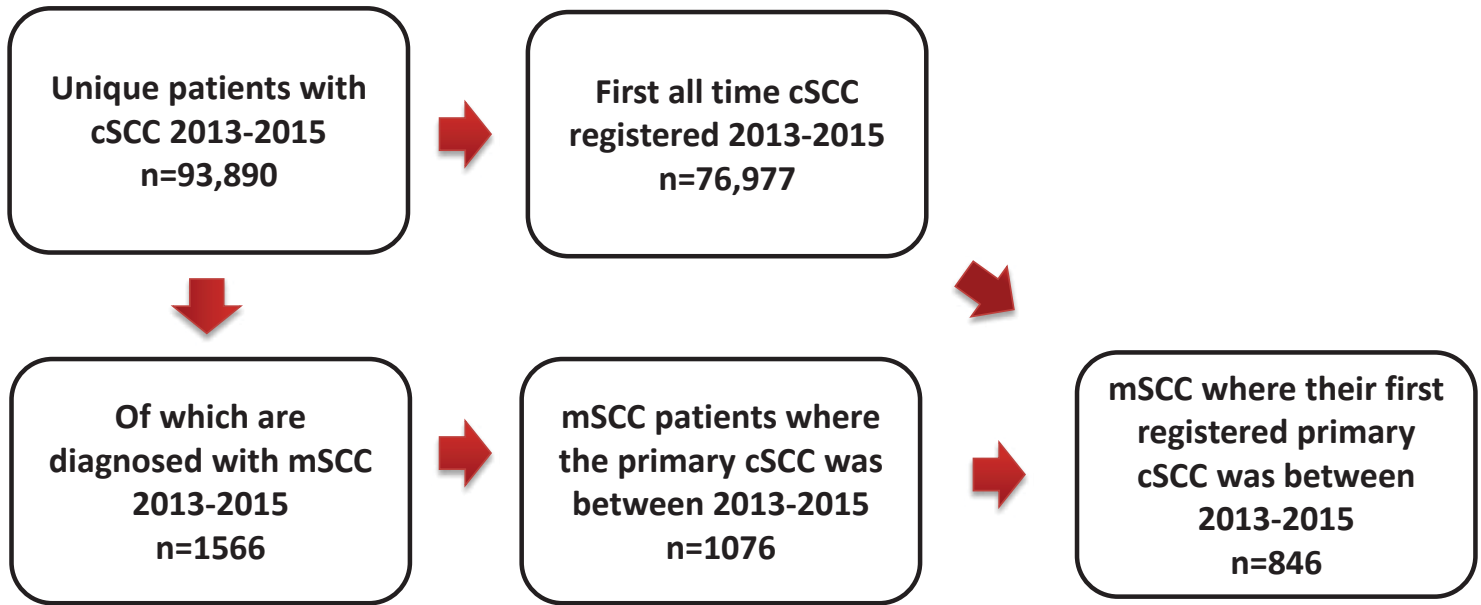 Unique patients with
cSCC 2013-2015
n=93,890
First all time cSCC
registered 2013-2015
n=76,977
Of which are
diagnosed with mSCC
2013-2015
n=1566
mSCC patients where
the primary cSCC was
between 2013-2015
n=1076
mSCC where their first
registered primary
cSCC was between
2013-2015
n=846